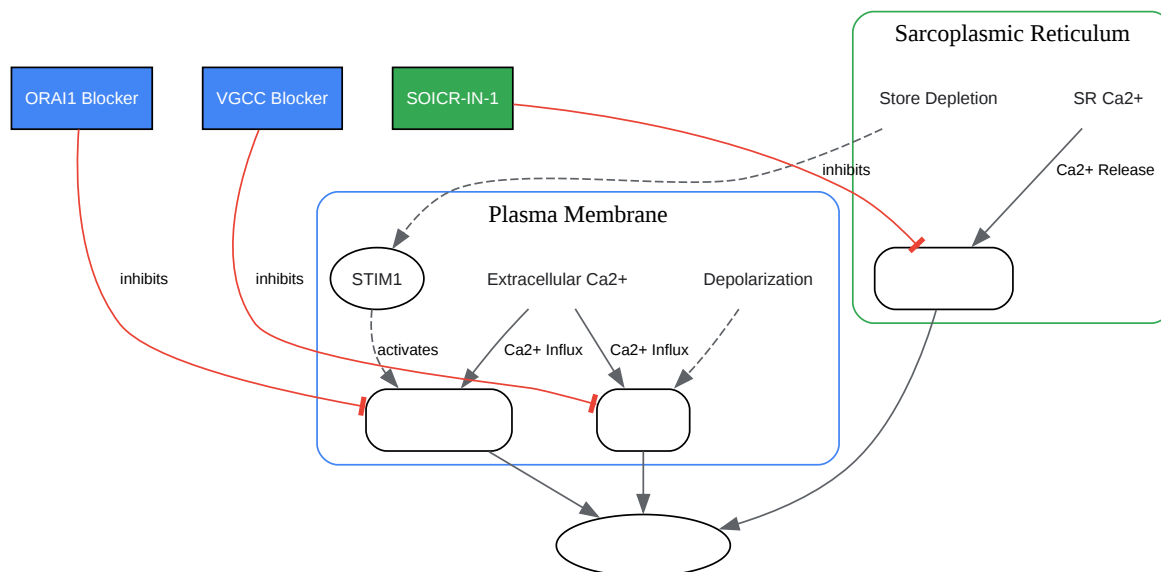 Sarcoplasmic Reticulum
ORAI1 Blocker
VGCC Blocker
SOICR-IN-1
Store Depletion
SR Ca2+
inhibits
Ca2+ Release
Plasma Membrane
inhibits
inhibits
STIM1
Extracellular Ca2+
Depolarization
activates
Ca2+ Influx
Ca2+ Influx